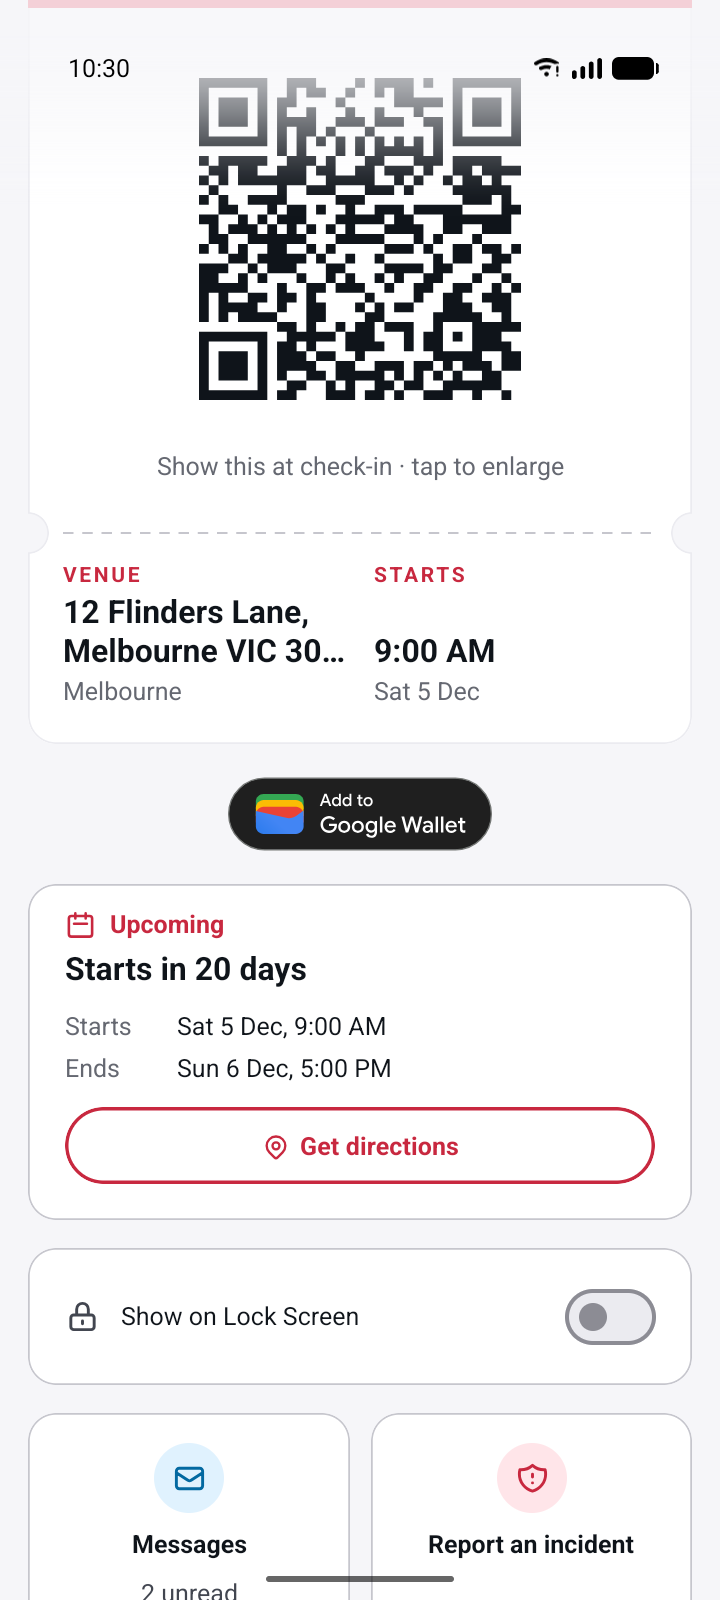 10:30
Show this at check-in · tap to enlarge
VENUE
12 Flinders Lane,
Melbourne VIC 30...
Melbourne
STARTS
9:00 AM
Sat 5 Dec
Add to
Google Wallet
Upcoming
Starts in 20 days
Starts Sat 5 Dec, 9:00 AM
Ends Sun 6 Dec, 5:00 PM
Get directions
Show on Lock Screen
Messages
2 unread
Report an incident